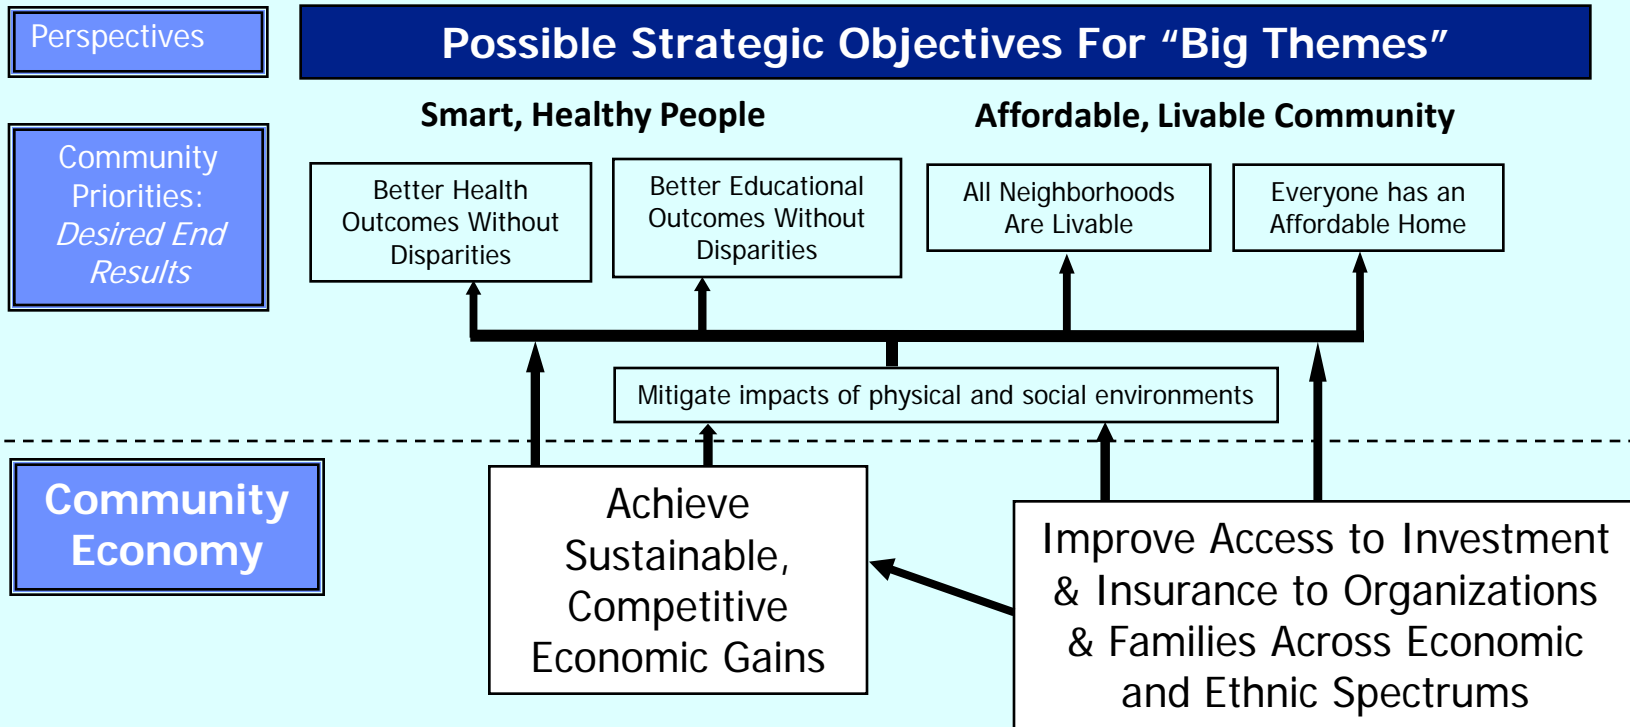 Perspectives
Possible Strategic Objectives For “Big Themes”
Smart, Healthy People
Affordable, Livable Community
Community
Priorities:
Desired End
Results
Better Health
Outcomes Without
Disparities
Better Educational
Outcomes Without
Disparities
All Neighborhoods
Are Livable
Everyone has an
Affordable Home
Mitigate impacts of physical and social environments
Community
Economy
Achieve
Sustainable,
Competitive
Economic Gains
Improve Access to Investment
& Insurance to Organizations
& Families Across Economic
and Ethnic Spectrums